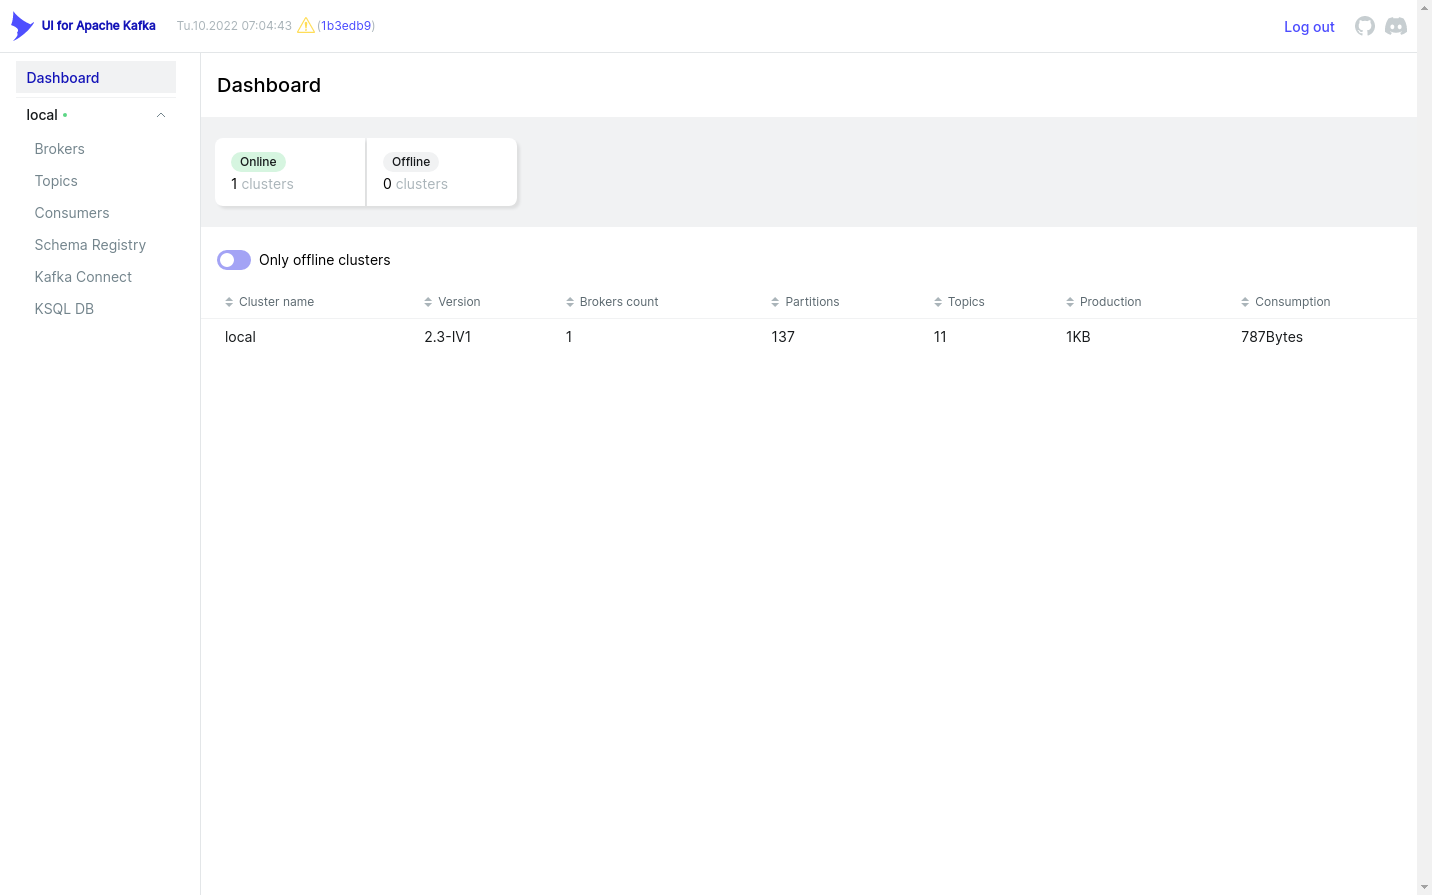 UI for Apache Kafka Tu.10.2022 07:04:43 (1b3edb9) Log out
Dashboard
local
Brokers
Topics
Consumers
Schema Registry
Kafka Connect
KSQL DB
Dashboard
Online
1 clusters
Offline
0 clusters
Only offline clusters
Cluster name Version Brokers count Partitions Topics Production Consumption
local 2.3-IV1 1 137 11 1KB 787Bytes